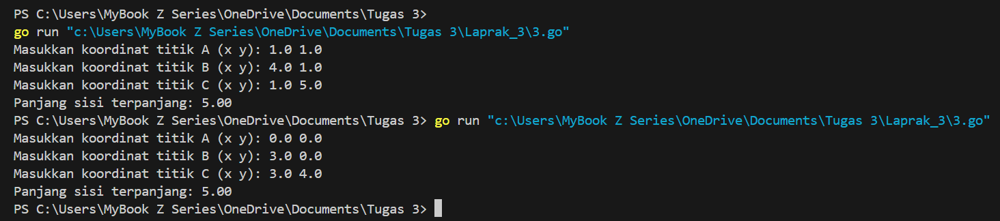 PS C:\Users\MyBook Z Series\OneDrive\Documents\Tugas 3>
go run "c:\Users\MyBook Z Series\OneDrive\Documents\Tugas 3\Laprak_3\3.go"
Masukkan koordinat titik A (x y): 1.0 1.0
Masukkan koordinat titik B (x y): 4.0 1.0
Masukkan koordinat titik C (x y): 1.0 5.0
Panjang sisi terpanjang: 5.00
PS C:\Users\MyBook Z Series\OneDrive\Documents\Tugas 3> go run "c:\Users\MyBook Z Series\OneDrive\Documents\Tugas 3\Laprak_3\3.go"
Masukkan koordinat titik A (x y): 0.0 0.0
Masukkan koordinat titik B (x y): 3.0 0.0
Masukkan koordinat titik C (x y): 3.0 4.0
Panjang sisi terpanjang: 5.00
PS C:\Users\MyBook Z Series\OneDrive\Documents\Tugas 3>